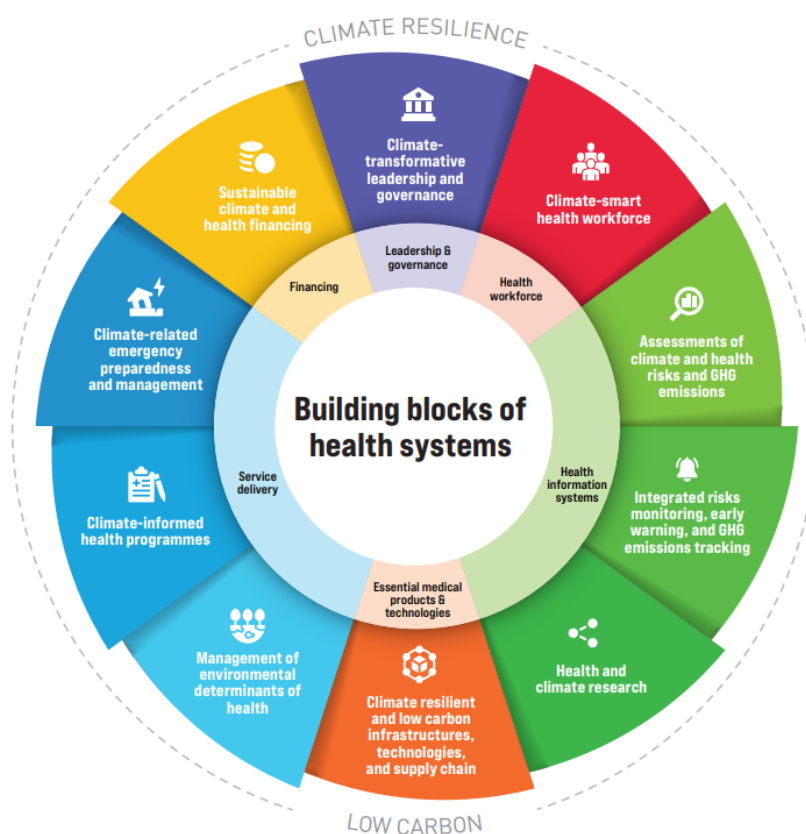 CLIMATE RESILIENCE
Climate-
transformative
leadership and
governance
Climate-smart
health workforce
Assessments of
climate and health
risks and GHG
emissions
Integrated risks
monitoring, early
warning, and GHG
emissions tracking
Health and
climate research
Climate resilient
and low carbon
infrastructures,
technologies,
and supply chain
Management of
environmental
determinants of
health
Climate-informed
health programmes
Climate-related
emergency
preparedness
and management
Sustainable
climate and
health financing
Leadership &
governance
Health
workforce
Health
information
systems
Essential medical
products &
technologies
Service
delivery
Financing
Building blocks of
health systems
LOW CARBON